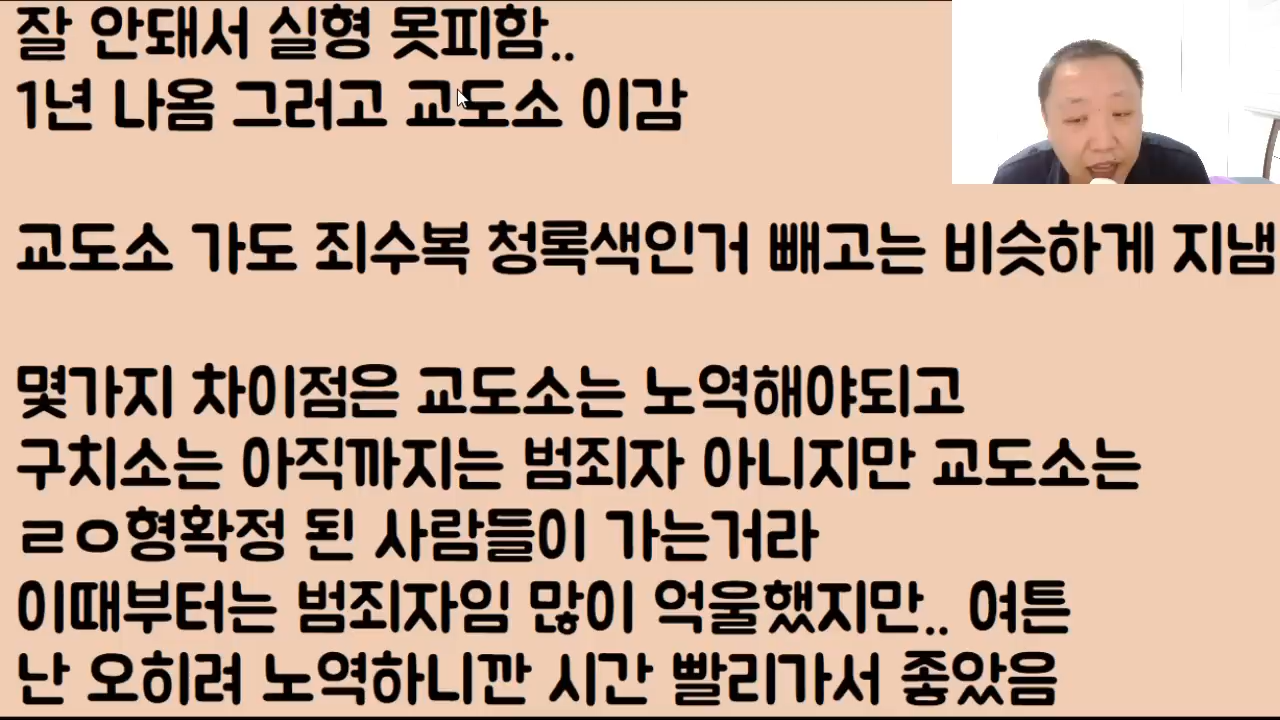 잘 안돼서 실형 못피함..
1년 나옴 그러고 교도소 이감
교도소 가도 죄수복 청록색인거 빼고는 비슷하게 지냄
몇가지 차이점은 교도소는 노역해야되고
구치소는 아직까지는 범죄자 아니지만 교도소는
ㄹㅇ형확정 된 사람들이 가는거라
이때부터는 범죄자임 많이 억울했지만.. 여튼
난 오히려 노역하니깐 시간 빨리가서 좋았음